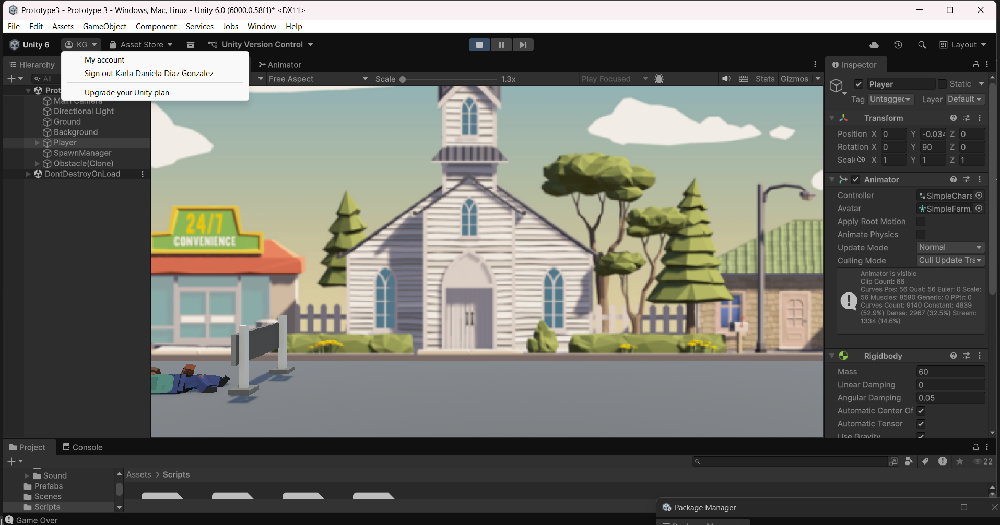 Prototype3 - Prototype 3 - Windows, Mac, Linux - Unity 6.0 (6000.0.58f1)* <DX11>
File Edit Assets GameObject Component Services Jobs Window Help
Unity 6 KG Asset Store Unity Version Control Layout
My account
Sign out Karla Daniela Diaz Gonzalez
Upgrade your Unity plan
Hierarchy Animator
All
Free Aspect Scale 1.3x Play Focused Stats Gizmos
Main Camera
Directional Light
Ground
Background
Player
SpawnManager
Obstacle(Clone)
DontDestroyOnLoad
24/7
CONVENIENCE
Inspector
Player Static
Tag Untagged Layer Default
Transform
Position X 0 Y -0.034 Z 0
Rotation X 0 Y 90 Z 0
Scale X 1 Y 1 Z 1
Animator
Controller SimpleChara
Avatar SimpleFarm_
Apply Root Motion
Animate Physics
Update Mode Normal
Culling Mode Cull Update Tra
Animator is visible
Clip Count: 66
Curves Pos: 56 Quat: 56 Euler: 0 Scale:
56 Muscles: 8580 Generic: 0 PPtr: 0
Curves Count: 9140 Constant: 4839
(52.9%) Dense: 2967 (32.5%) Stream:
1334 (14.6%)
Rigidbody
Mass 60
Linear Damping 0
Angular Damping 0.05
Automatic Center Of
Automatic Tensor
Use Gravity
Project Console
22
Sound
Prefabs
Scenes
Scripts
Assets > Scripts
Package Manager
Game Over